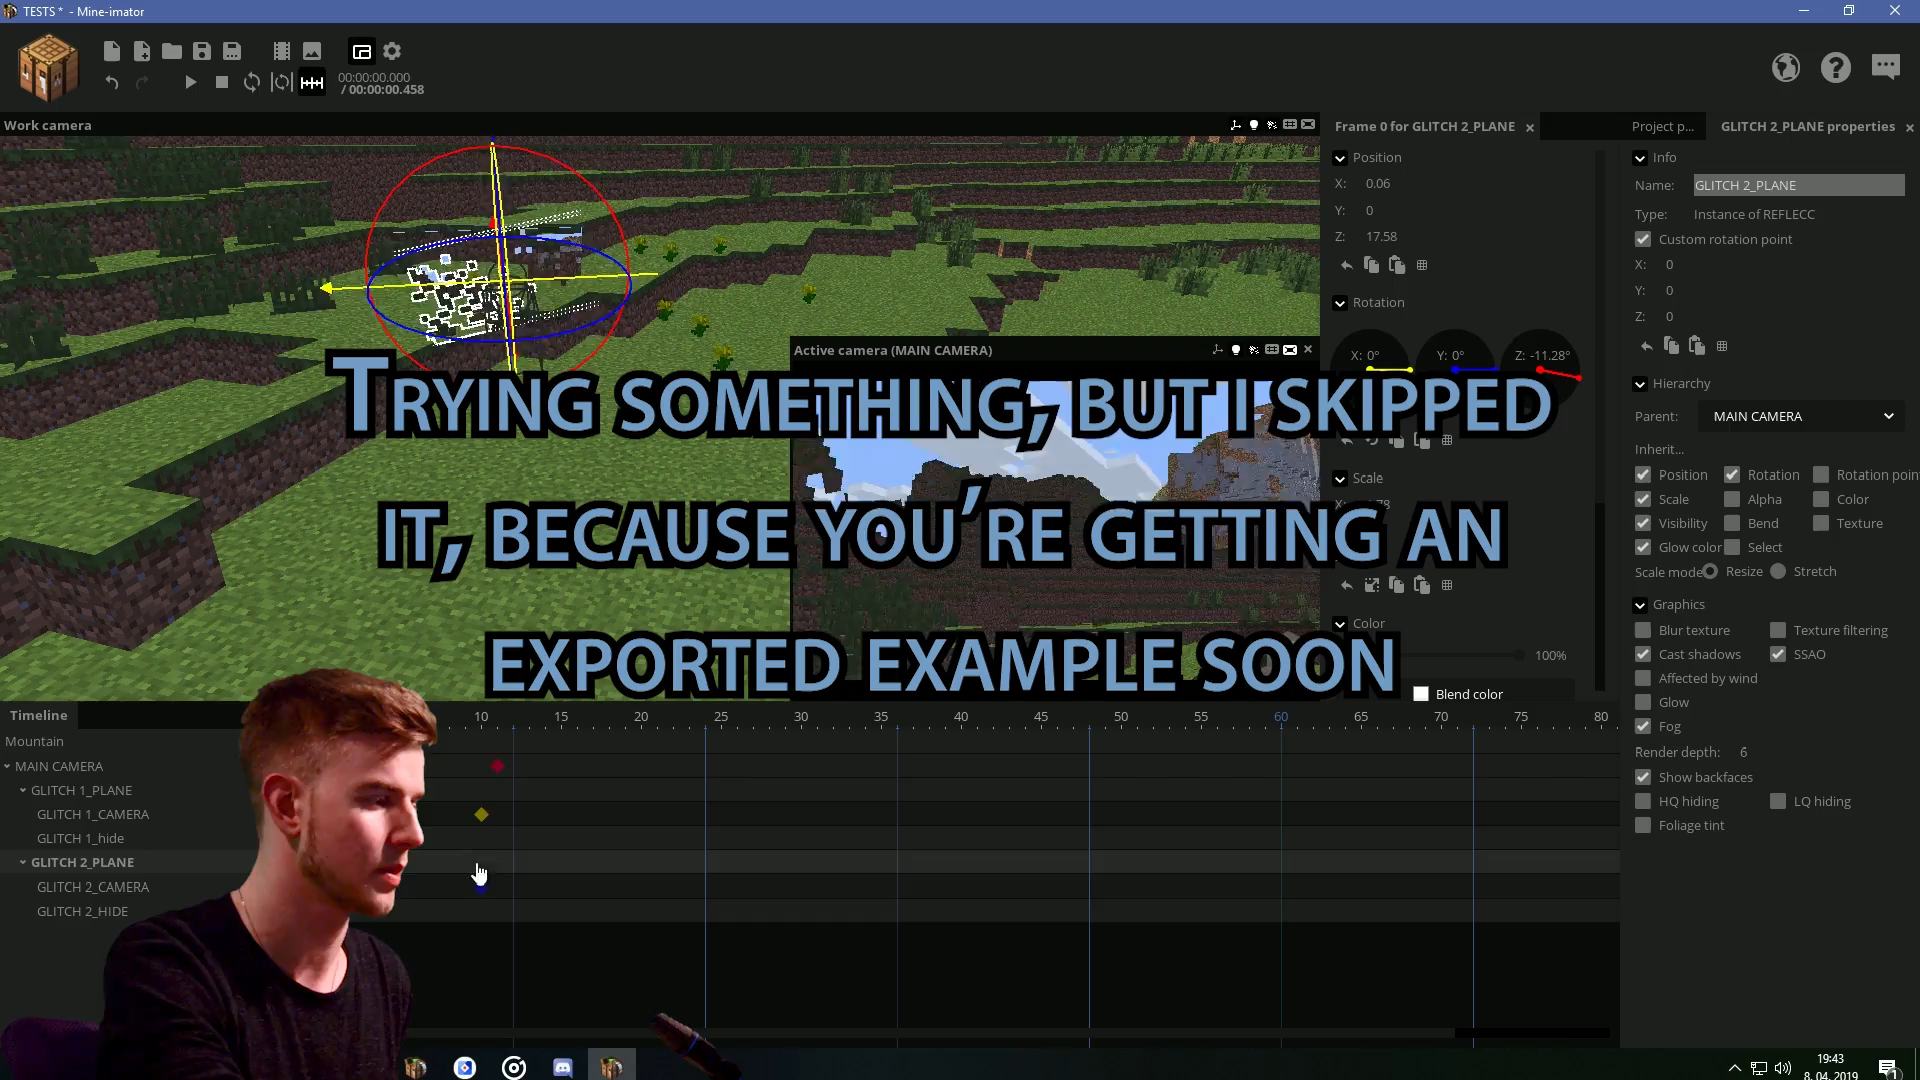 TESTS * - Mine-imator
00:00:00.000
/ 00:00:00.458
Work camera
Frame 0 for GLITCH 2_PLANE
Project p...
GLITCH 2_PLANE properties
Position
X: 0.06
Y: 0
Z: 17.58
Rotation
X: 0°
Y: 0°
Z: -11.28°
Scale
Color
100%
Blend color
Info
Name: GLITCH 2_PLANE
Type: Instance of REFLECC
Custom rotation point
X: 0
Y: 0
Z: 0
Hierarchy
Parent: MAIN CAMERA
Inherit...
Position Rotation Rotation poin
Scale Alpha Color
Visibility Bend Texture
Glow color Select
Scale mode Resize Stretch
Graphics
Blur texture Texture filtering
Cast shadows SSAO
Affected by wind
Glow
Fog
Render depth: 6
Show backfaces
HQ hiding LQ hiding
Foliage tint
Active camera (MAIN CAMERA)
Trying something, but i skipped
it, because you're getting an
exported example soon
Timeline
10 15 20 25 30 35 40 45 50 55 60 65 70 75 80
Mountain
MAIN CAMERA
GLITCH 1_PLANE
GLITCH 1_CAMERA
GLITCH 1_hide
GLITCH 2_PLANE
GLITCH 2_CAMERA
GLITCH 2_HIDE
19:43
8. 04. 2019
1